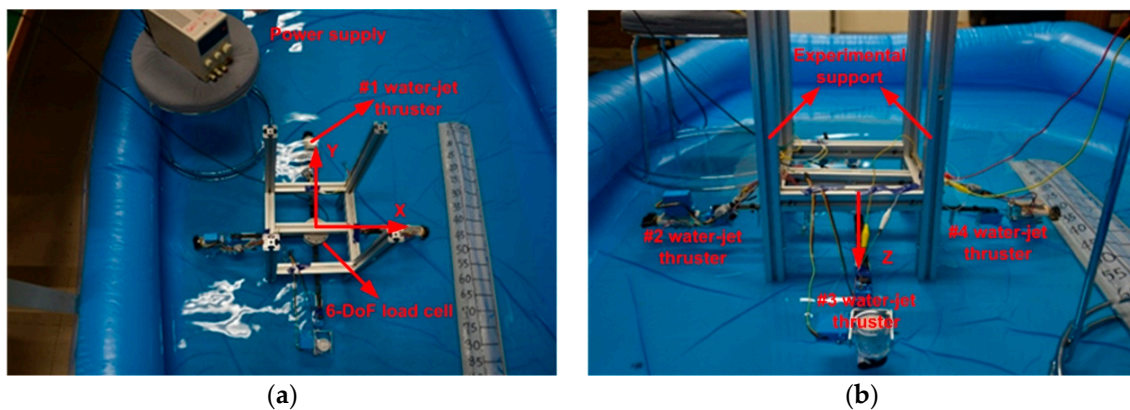 Power supply
#1 water-jet
thruster
Y
X
6-DoF load cell
(a)
Experimental
support
#2 water-jet
thruster
#4 water-jet
thruster
Z
#3 water-jet
thruster
(b)